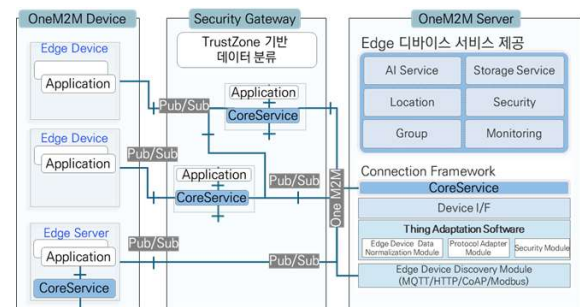 OneM2M Device
Security Gateway
OneM2M Server
Edge Device
Application
Edge Device
Application
Edge Server
Application
CoreService
TrustZone 기반
데이터 분류
Pub/Sub
Application
CoreService
Pub/Sub
Application
CoreService
Pub/Sub
Pub/Sub
Pub/Sub
One M2M
Edge 디바이스 서비스 제공
AI Service
Storage Service
Location
Security
Group
Monitoring
Connection Framework
CoreService
Device I/F
Thing Adaptation Software
Edge Device Data
Normalization Module
Protocol Adapter
Module
Security Module
Edge Device Discovery Module
(MQTT/HTTP/CoAP/Modbus)